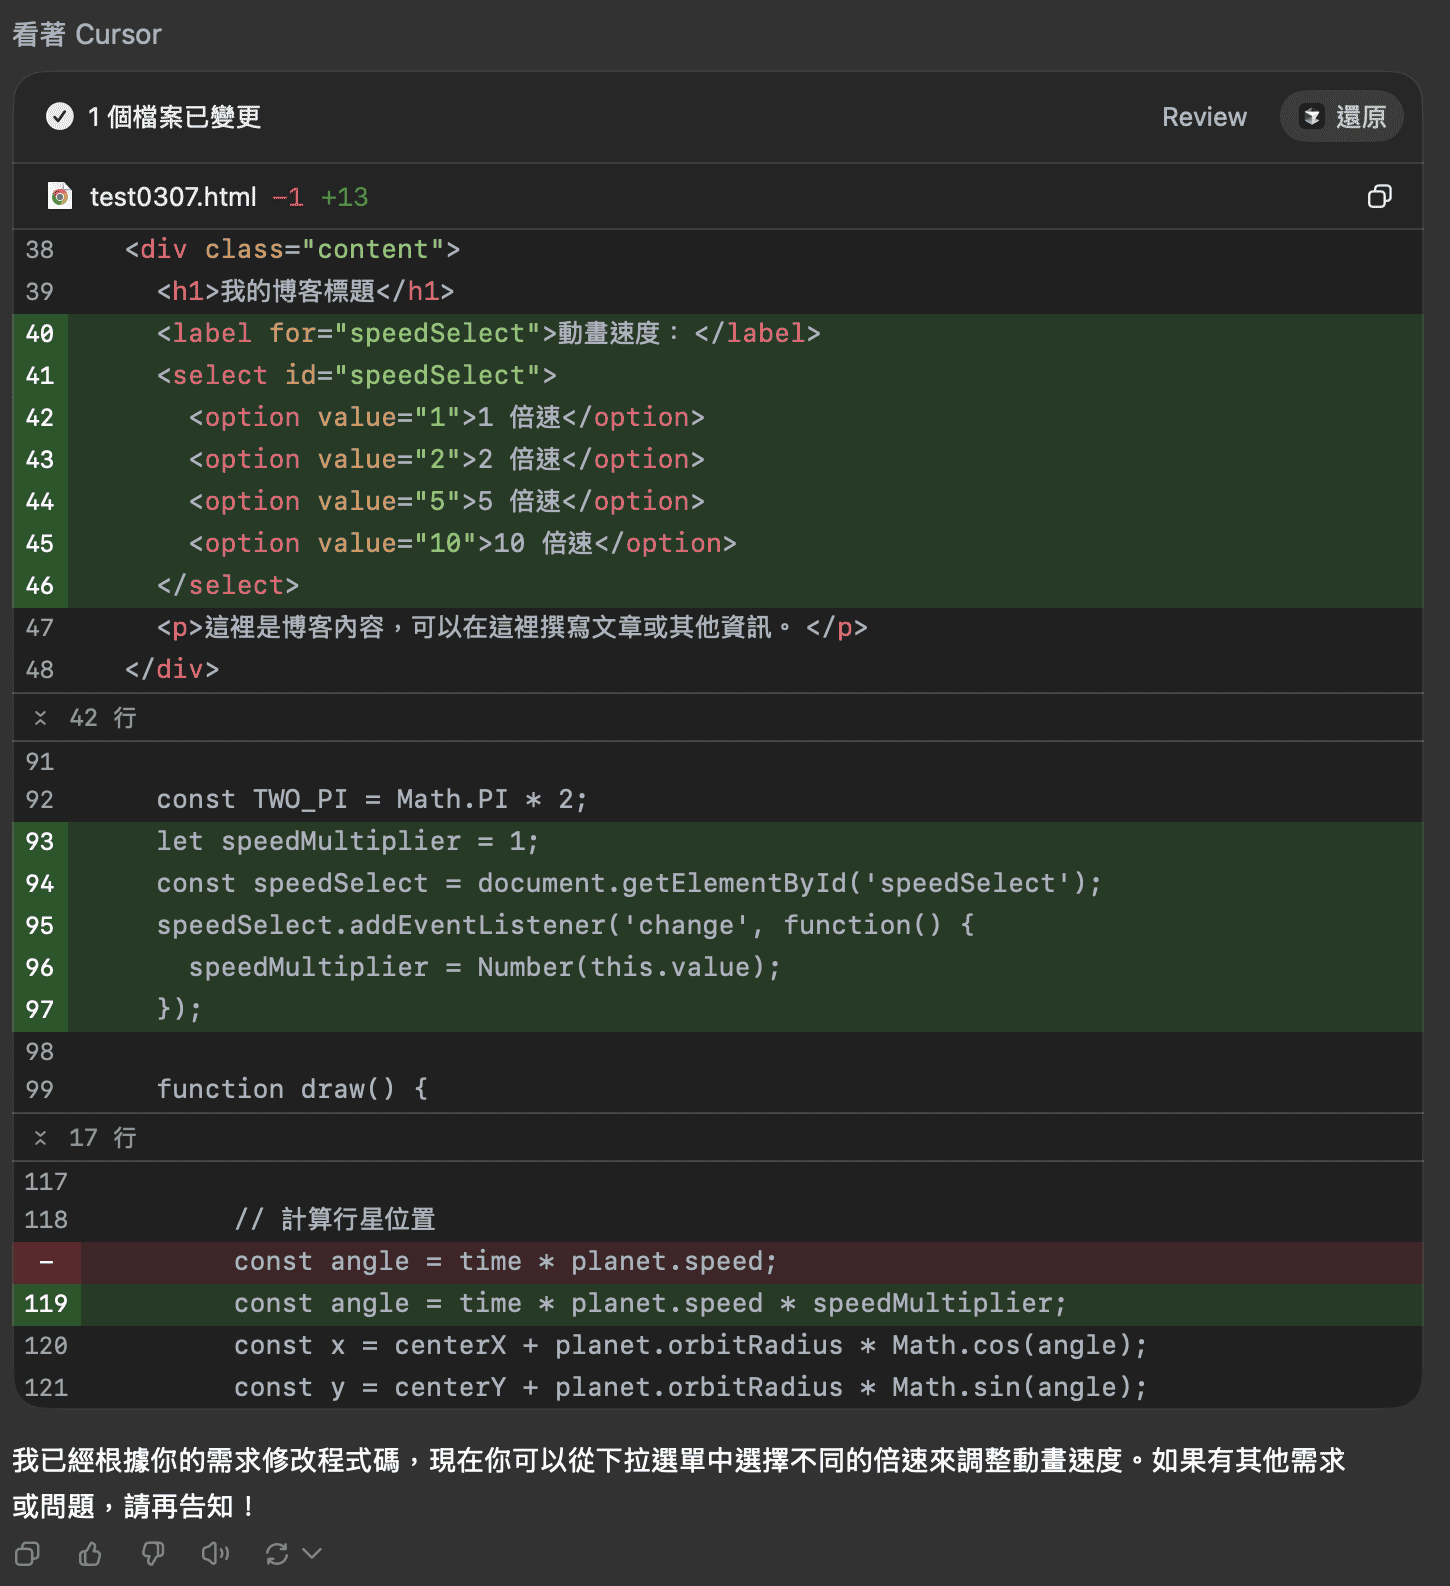 看著 Cursor
1 個檔案已變更 Review 還原
test0307.html -1 +13
38 <div class="content">
39 <h1>我的博客標題</h1>
40 <label for="speedSelect">動畫速度：</label>
41 <select id="speedSelect">
42 <option value="1">1 倍速</option>
43 <option value="2">2 倍速</option>
44 <option value="5">5 倍速</option>
45 <option value="10">10 倍速</option>
46 </select>
47 <p>這裡是博客內容，可以在這裡撰寫文章或其他資訊。</p>
48 </div>
42 行
91
92 const TWO_PI = Math.PI * 2;
93 let speedMultiplier = 1;
94 const speedSelect = document.getElementById('speedSelect');
95 speedSelect.addEventListener('change', function() {
96 speedMultiplier = Number(this.value);
97 });
98
99 function draw() {
17 行
117
118 // 計算行星位置
- const angle = time * planet.speed;
119 const angle = time * planet.speed * speedMultiplier;
120 const x = centerX + planet.orbitRadius * Math.cos(angle);
121 const y = centerY + planet.orbitRadius * Math.sin(angle);
我已經根據你的需求修改程式碼，現在你可以從下拉選單中選擇不同的倍速來調整動畫速度。如果有其他需求
或問題，請再告知！